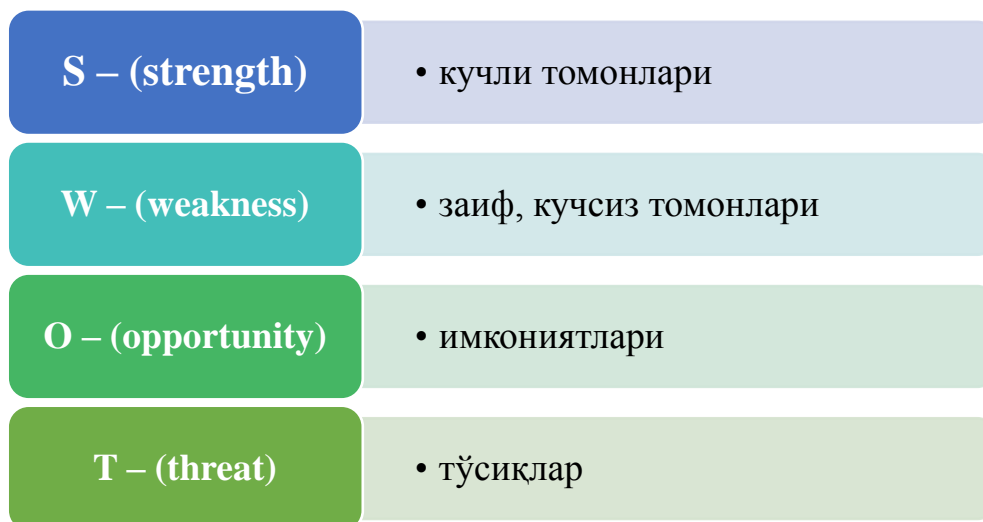 S – (strength)
• кучли томонлари
W – (weakness)
• заиф, кучсиз томонлари
O – (opportunity)
• имкониятлари
T – (threat)
• тўсиқлар